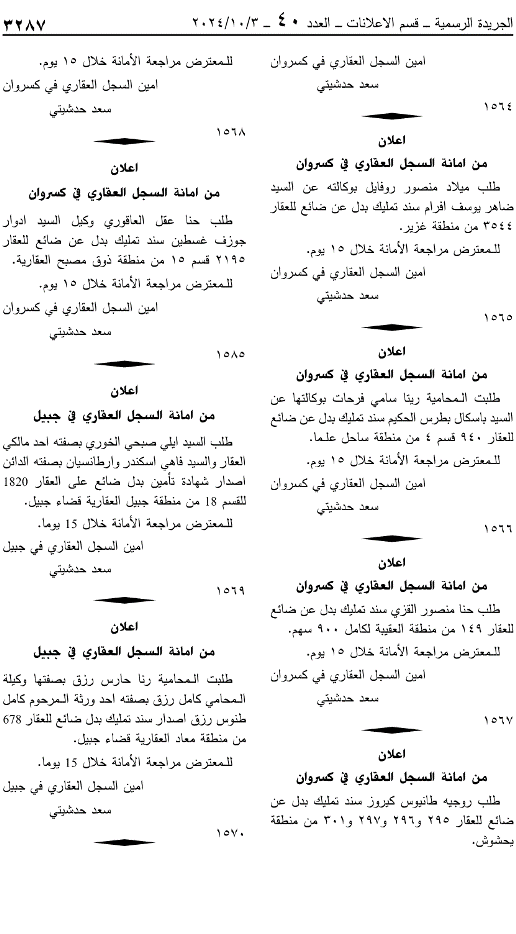 الجريدة الرسمية ــ قسم الاعلانات ــ العدد ٤٠ ــ ٢٠٢٤/١٠/٣
٣٢٨٧
امين السجل العقاري في كسروان
سعد حدشيتي
١٥٦٤
اعلان
من امانة السجل العقاري في كسروان
طلب ميلاد منصور روفايل بوكالته عن السيد
ضاهر يوسف افرام سند تمليك بدل عن ضائع للعقار
٣٥٤٤ من منطقة غزير.
للمعترض مراجعة الأمانة خلال ١٥ يوم.
امين السجل العقاري في كسروان
سعد حدشيتي
١٥٦٥
اعلان
من امانة السجل العقاري في كسروان
طلبت المحامية ريتا سامي فرحات بوكالتها عن
السيد باسكال بطرس الحكيم سند تمليك بدل عن ضائع
للعقار ٩٤٠ قسم ٤ من منطقة ساحل علما.
للمعترض مراجعة الأمانة خلال ١٥ يوم.
امين السجل العقاري في كسروان
سعد حدشيتي
١٥٦٦
اعلان
من امانة السجل العقاري في كسروان
طلب حنا منصور القزي سند تمليك بدل عن ضائع
للعقار ١٤٩ من منطقة العقيبة لكامل ٩٠٠ سهم.
للمعترض مراجعة الأمانة خلال ١٥ يوم.
امين السجل العقاري في كسروان
سعد حدشيتي
١٥٦٧
اعلان
من امانة السجل العقاري في كسروان
طلب روجيه طانيوس كيروز سند تمليك بدل عن
ضائع للعقار ٢٩٥ و٢٩٦ و٢٩٧ و٣٠١ من منطقة
يحشوش.
للمعترض مراجعة الأمانة خلال ١٥ يوم.
امين السجل العقاري في كسروان
سعد حدشيتي
١٥٦٨
اعلان
من امانة السجل العقاري في كسروان
طلب حنا عقل العاقوري وكيل السيد ادوار
جوزف غسطين سند تمليك بدل عن ضائع للعقار
٢١٩٥ قسم ١٥ من منطقة ذوق مصبح العقارية.
للمعترض مراجعة الأمانة خلال ١٥ يوم.
امين السجل العقاري في كسروان
سعد حدشيتي
١٥٨٥
اعلان
من امانة السجل العقاري في جبيل
طلب السيد ايلي صبحي الخوري بصفته احد مالكي
العقار والسيد فاهي اسكندر وارطانسيان بصفته الدائن
اصدار شهادة تأمين بدل ضائع على العقار 1820
للقسم 18 من منطقة جبيل العقارية قضاء جبيل.
للمعترض مراجعة الأمانة خلال 15 يوما.
امين السجل العقاري في جبيل
سعد حدشيتي
١٥٦٩
اعلان
من امانة السجل العقاري في جبيل
طلبت المحامية رنا حارس رزق بصفتها وكيلة
المحامي كامل رزق بصفته احد ورثة المرحوم كامل
طنوس رزق اصدار سند تمليك بدل ضائع للعقار 678
من منطقة معاد العقارية قضاء جبيل.
للمعترض مراجعة الأمانة خلال 15 يوما.
امين السجل العقاري في جبيل
سعد حدشيتي
١٥٧٠